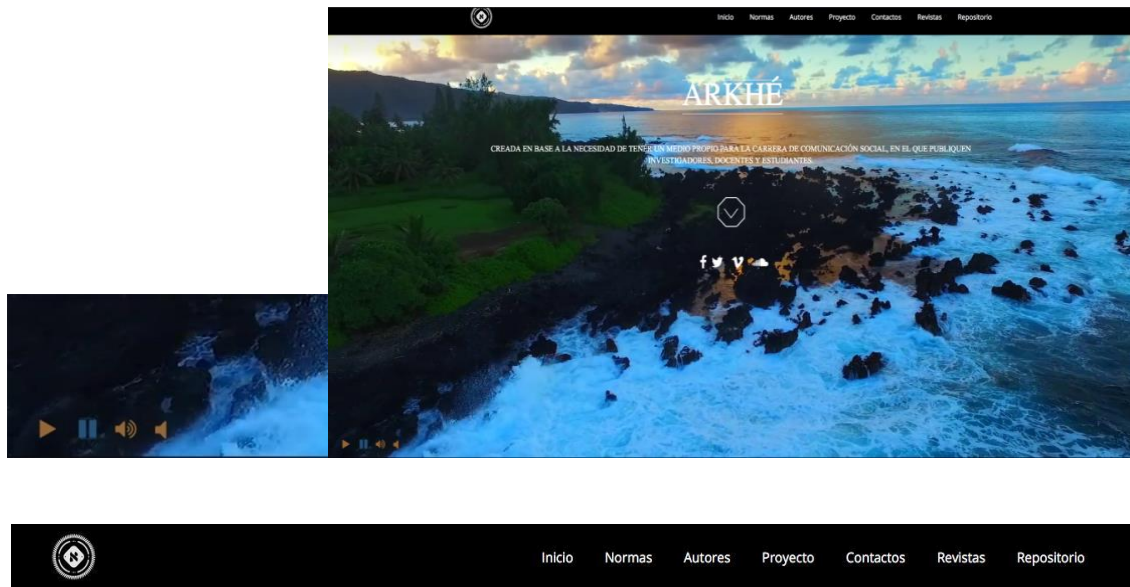 Inicio Normas Autores Proyecto Contactos Revistas Repositorio
ARKHÉ
CREADA EN BASE A LA NECESIDAD DE TENER UN MEDIO PROPIO PARA LA CARRERA DE COMUNICACIÓN SOCIAL, EN EL QUE PUBLIQUEN
INVESTIGADORES, DOCENTES Y ESTUDIANTES.
Inicio Normas Autores Proyecto Contactos Revistas Repositorio